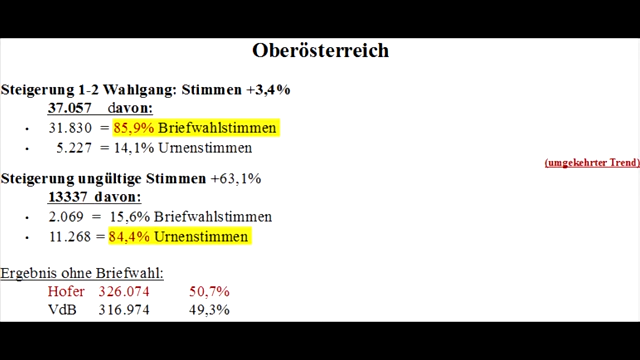 Oberösterreich
Steigerung 1-2 Wahlgang: Stimmen +3,4%
37.057 davon:
• 31.830 = 85,9% Briefwahlstimmen
• 5.227 = 14,1% Urnenstimmen
(umgekehrter Trend)
Steigerung ungültige Stimmen +63,1%
13337 davon:
• 2.069 = 15,6% Briefwahlstimmen
• 11.268 = 84,4% Urnenstimmen
Ergebnis ohne Briefwahl:
Hofer 326.074 50,7%
VdB 316.974 49,3%